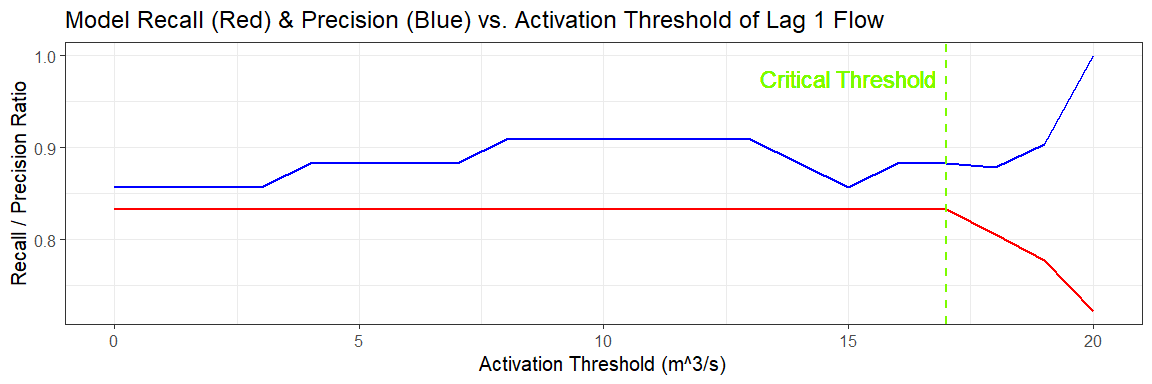 Model Recall (Red) & Precision (Blue) vs. Activation Threshold of Lag 1 Flow
Critical Threshold
Recall / Precision Ratio
1.0
0.9
0.8
0
5
10
15
20
Activation Threshold (m^3/s)